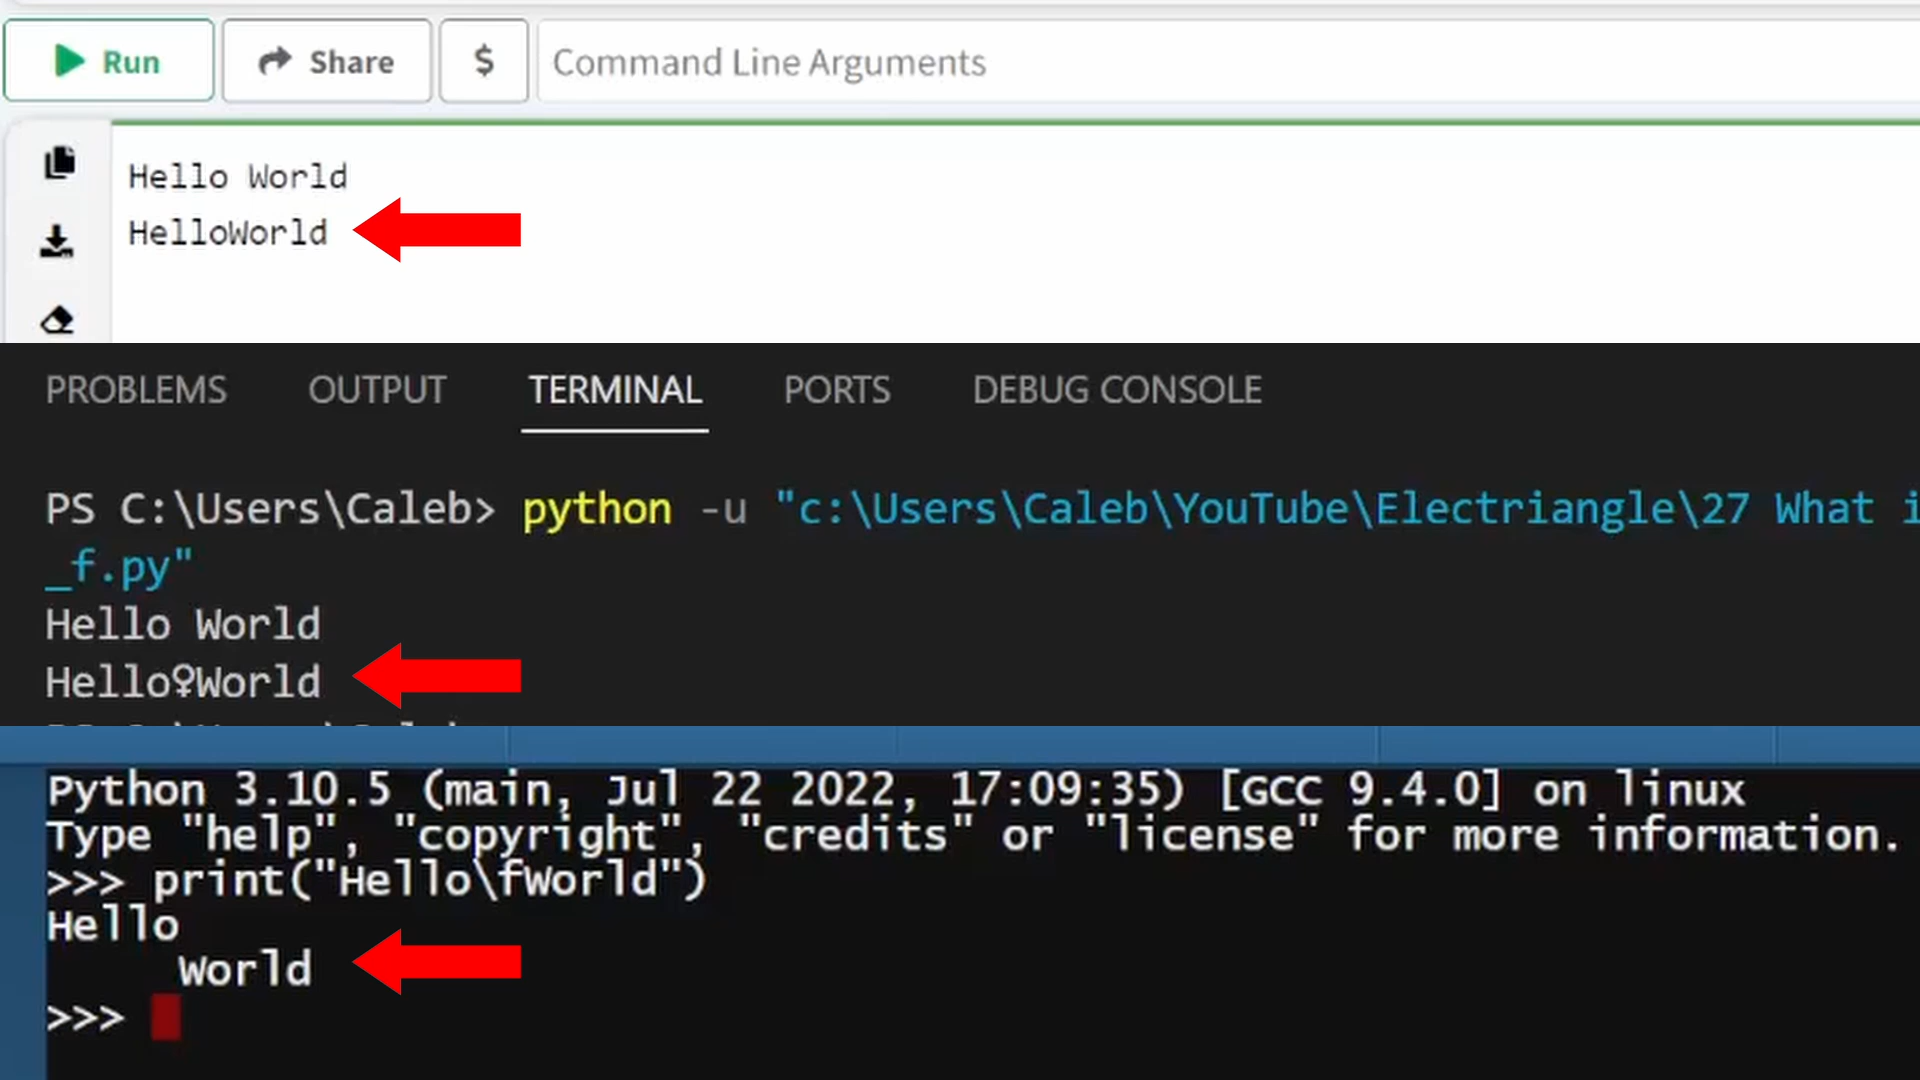 Run Share $ Command Line Arguments
Hello World
HelloWorld
PROBLEMS OUTPUT TERMINAL PORTS DEBUG CONSOLE
PS C:\Users\Caleb> python -u "c:\Users\Caleb\YouTube\Electriangle\27 What i
_f.py"
Hello World
Hello♀World
Python 3.10.5 (main, Jul 22 2022, 17:09:35) [GCC 9.4.0] on linux
Type "help", "copyright", "credits" or "license" for more information.
>>> print("Hello\fWorld")
Hello
     World
>>>